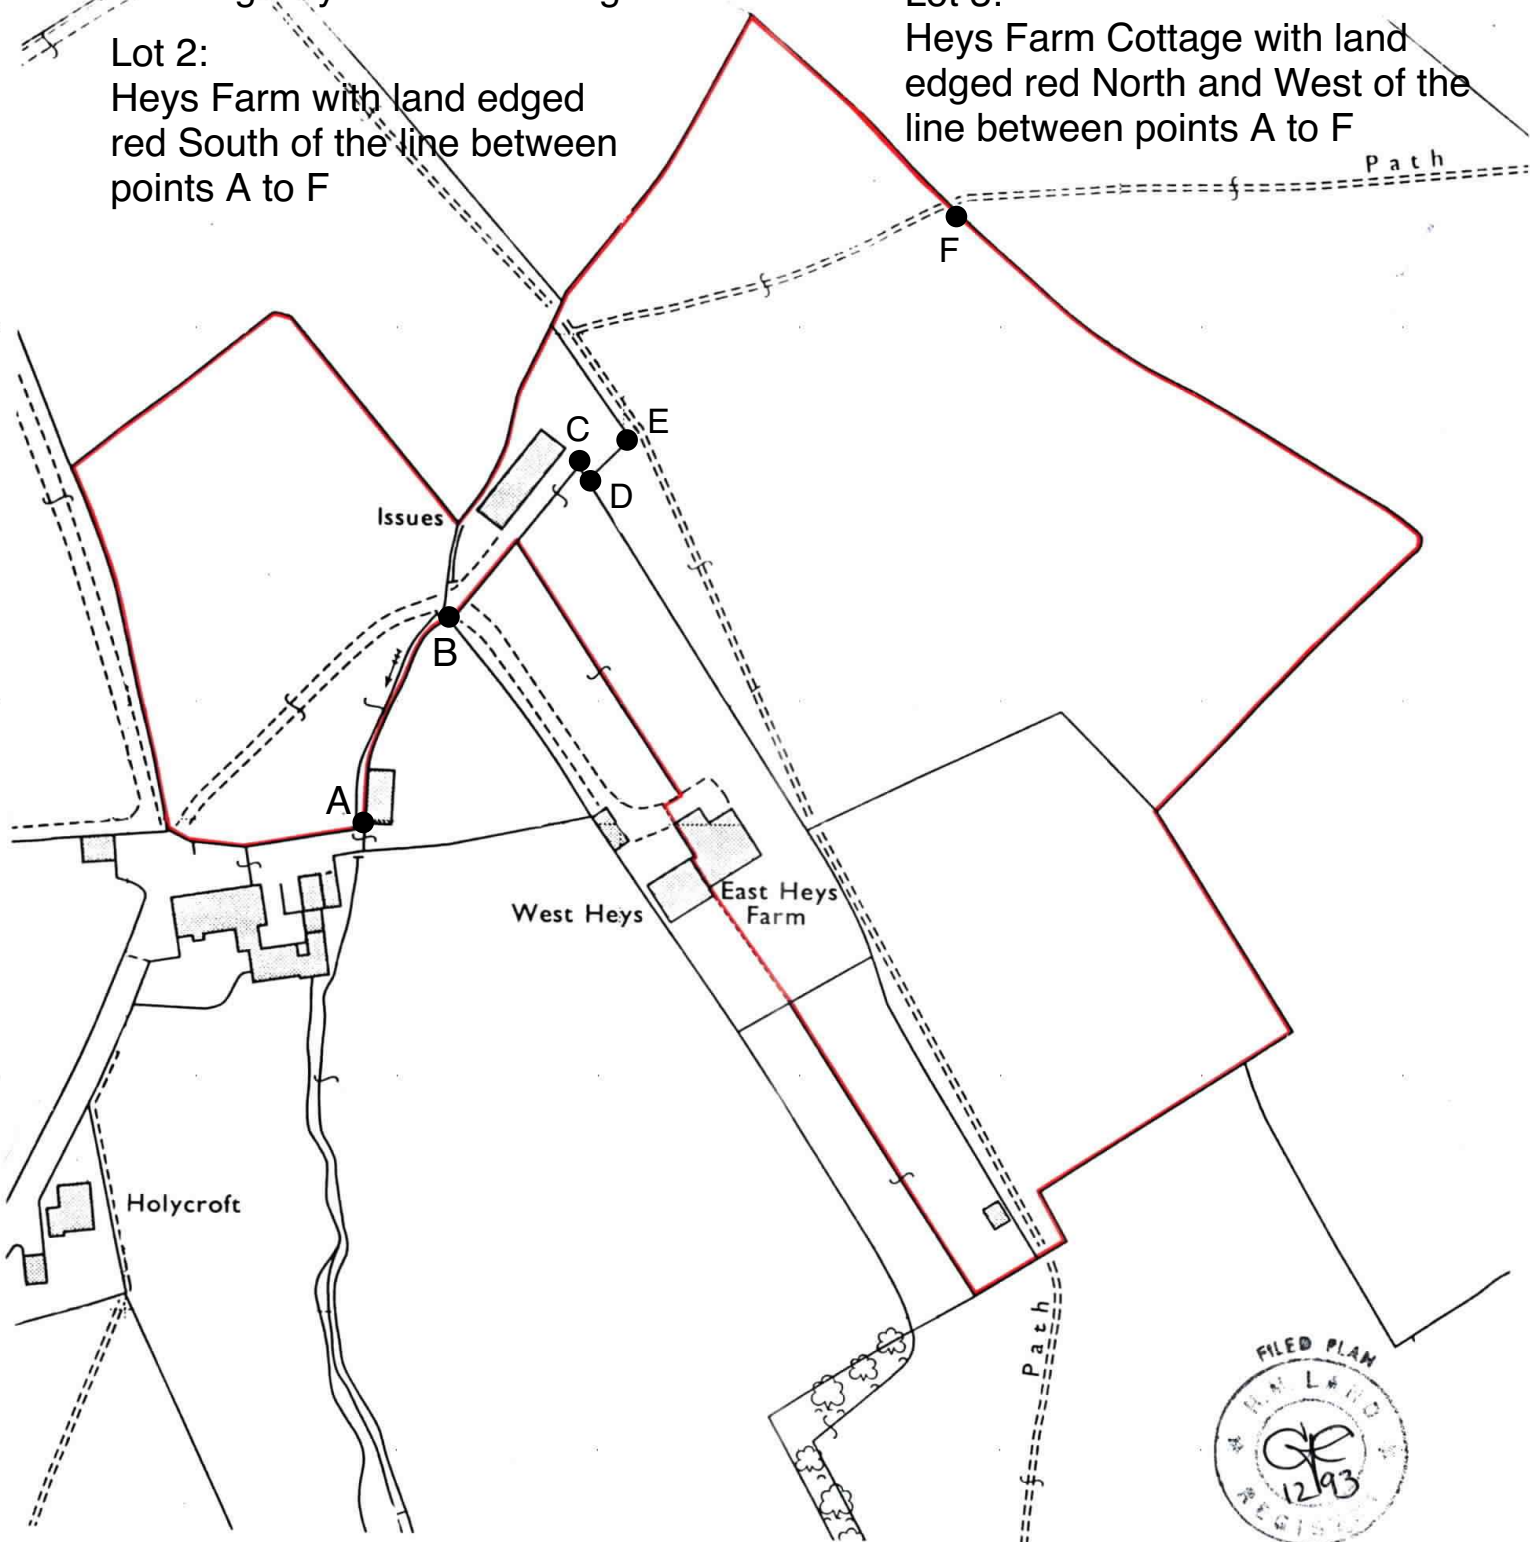 Lot 2:
Heys Farm with land edged
red South of the line between
points A to F
Heys Farm Cottage with land
edged red North and West of the
line between points A to F
Path
F
C
E
D
Issues
B
A
West Heys
East Heys
Farm
Holycroft
Path
FILED PLAN
H.M. LAND
REGIS
12 93